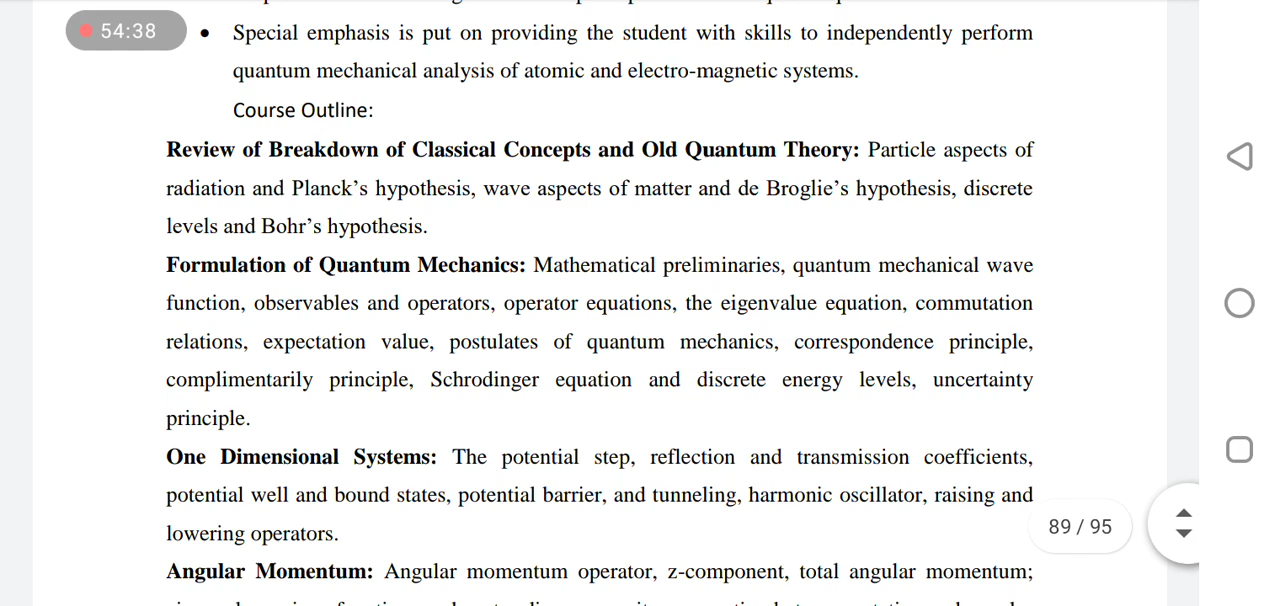 54:38
• Special emphasis is put on providing the student with skills to independently perform
quantum mechanical analysis of atomic and electro-magnetic systems.
Course Outline:
Review of Breakdown of Classical Concepts and Old Quantum Theory: Particle aspects of
radiation and Planck’s hypothesis, wave aspects of matter and de Broglie’s hypothesis, discrete
levels and Bohr’s hypothesis.
Formulation of Quantum Mechanics: Mathematical preliminaries, quantum mechanical wave
function, observables and operators, operator equations, the eigenvalue equation, commutation
relations, expectation value, postulates of quantum mechanics, correspondence principle,
complimentarily principle, Schrodinger equation and discrete energy levels, uncertainty
principle.
One Dimensional Systems: The potential step, reflection and transmission coefficients,
potential well and bound states, potential barrier, and tunneling, harmonic oscillator, raising and
lowering operators.
89 / 95
Angular Momentum: Angular momentum operator, z-component, total angular momentum;